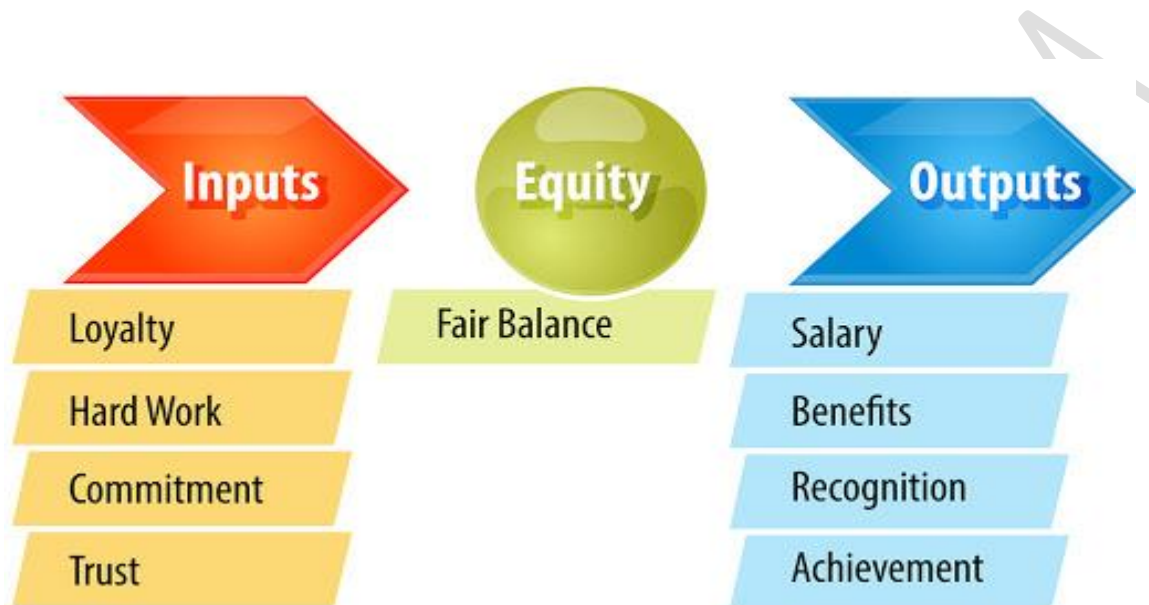 Inputs
Loyalty
Hard Work
Commitment
Trust
Equity
Fair Balance
Outputs
Salary
Benefits
Recognition
Achievement